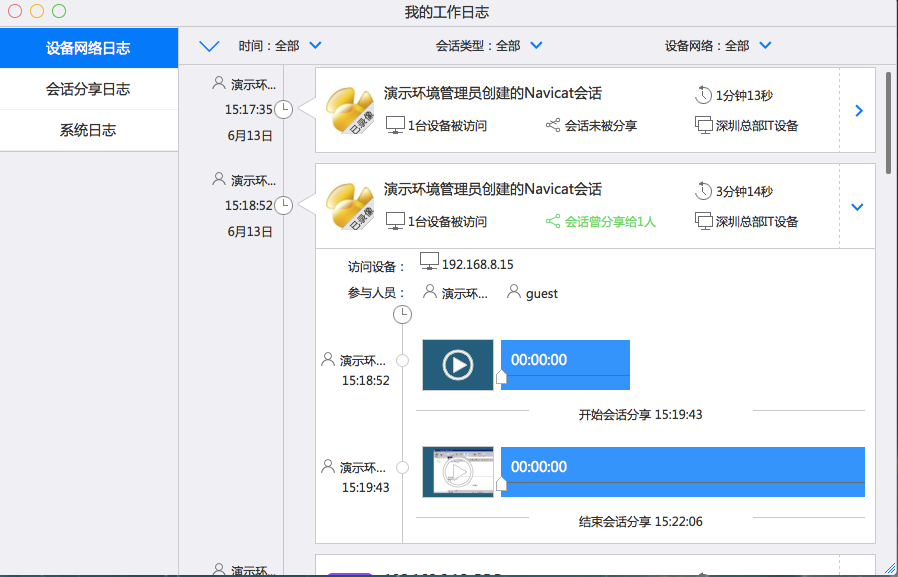 我的工作日志
设备网络日志
会话分享日志
系统日志
时间：全部
会话类型：全部
设备网络：全部
演示环...
15:17:35
6月13日
已录像
演示环境管理员创建的Navicat会话
1分钟13秒
1台设备被访问
会话未被分享
深圳总部IT设备
演示环...
15:18:52
6月13日
已录像
演示环境管理员创建的Navicat会话
3分钟14秒
1台设备被访问
会话曾分享给1人
深圳总部IT设备
访问设备：
192.168.8.15
参与人员：
演示环...
guest
演示环...
15:18:52
00:00:00
开始会话分享 15:19:43
演示环...
15:19:43
00:00:00
结束会话分享 15:22:06
演示环...